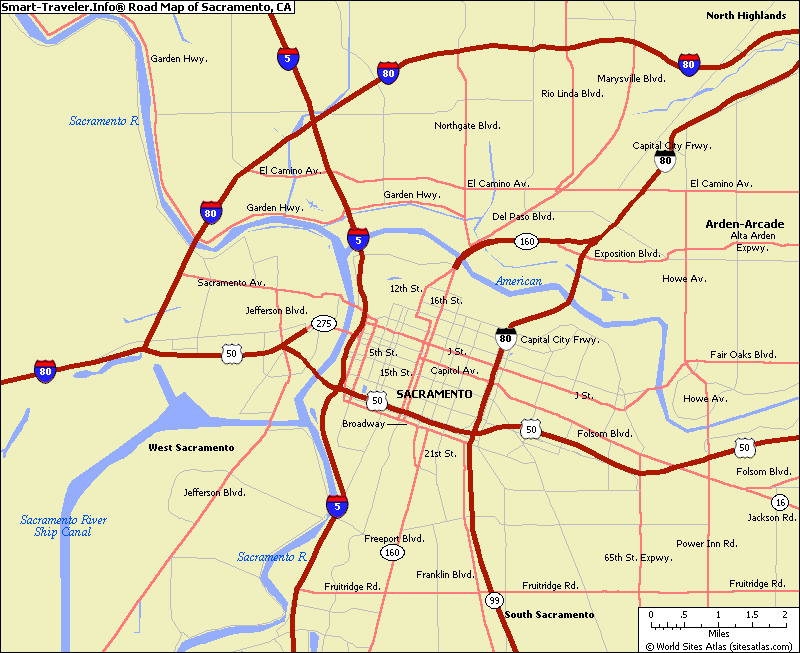 Smart-Traveler.Info® Road Map of Sacramento, CA
North Highlands
Garden Hwy.
5
80
80
Marysville Blvd.
Rio Linda Blvd.
Sacramento R.
Northgate Blvd.
Capital City Frwy.
80
El Camino Av.
El Camino Av.
El Camino Av.
Garden Hwy.
Garden Hwy.
80
Del Paso Blvd.
Arden-Arcade
Alta Arden
Expwy.
5
160
Exposition Blvd.
Sacramento Av.
American
Howe Av.
12th St.
16th St.
Jefferson Blvd.
275
80
Capital City Frwy.
50
5th St.
J St.
Fair Oaks Blvd.
80
15th St.
Capitol Av.
SACRAMENTO
J St.
Howe Av.
50
Broadway
50
Folsom Blvd.
West Sacramento
21st St.
50
Folsom Blvd.
Jefferson Blvd.
5
16
Jackson Rd.
Sacramento River
Ship Canal
Freeport Blvd.
Power Inn Rd.
160
Sacramento R.
65th St. Expwy.
Franklin Blvd.
Fruitridge Rd.
Fruitridge Rd.
Fruitridge Rd.
99
South Sacramento
0 .5 1 1.5 2
Miles
© World Sites Atlas (sitesatlas.com)